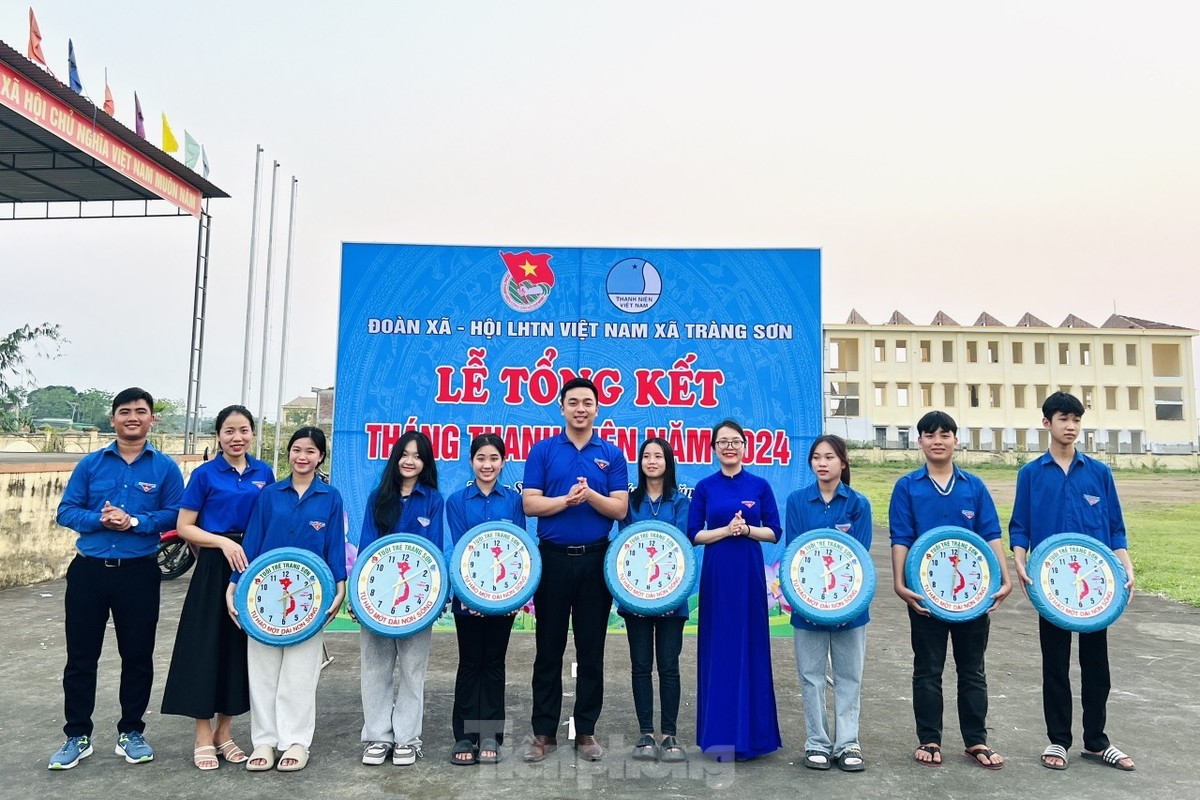 XÃ HỘI CHỦ NGHĨA VIỆT NAM MUÔN NĂM
THANH NIÊN
VIỆT NAM
ĐOÀN XÃ - HỘI LHTN VIỆT NAM XÃ TRÀNG SƠN
LỄ TỔNG KẾT
THÁNG THANH NIÊN NĂM 2024
TUỔI TRẺ TRÀNG SƠN
TỰ HÀO MỘT DẢI NON SÔNG
Tiền phong